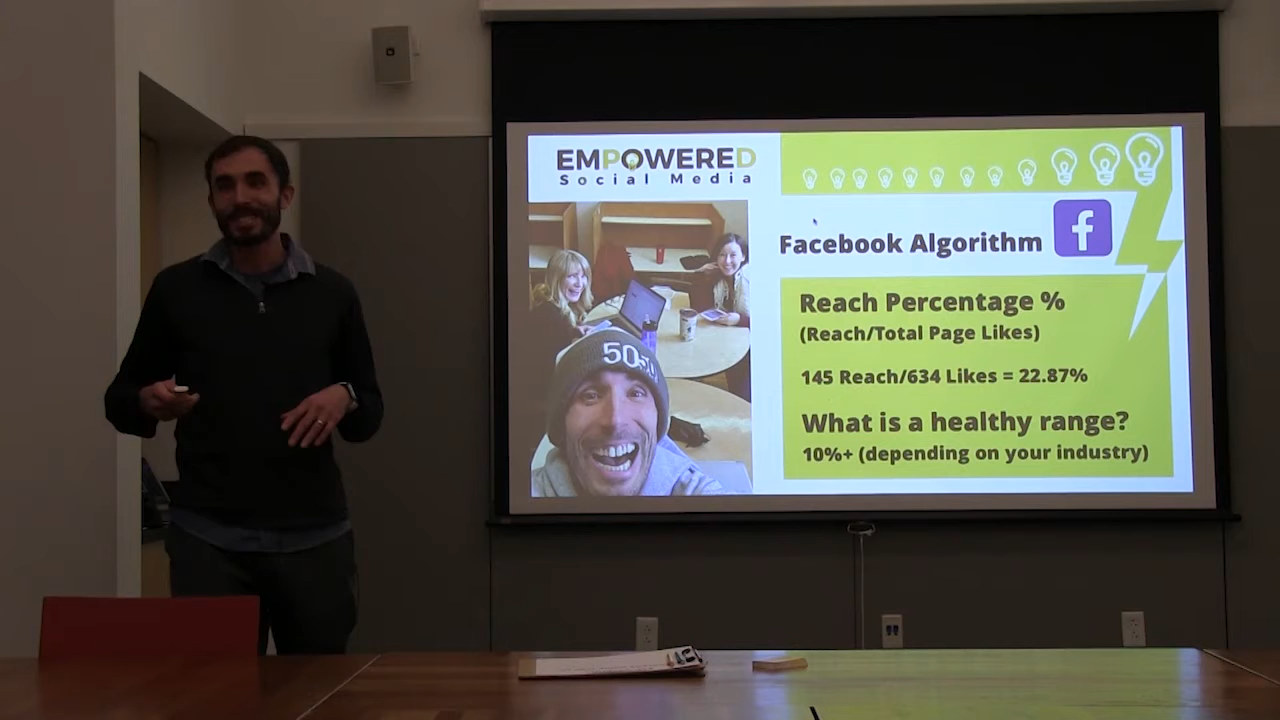 EMPOWERED
Social Media
Facebook Algorithm
f
Reach Percentage %
(Reach/Total Page Likes)
145 Reach/634 Likes = 22.87%
What is a healthy range?
10%+ (depending on your industry)